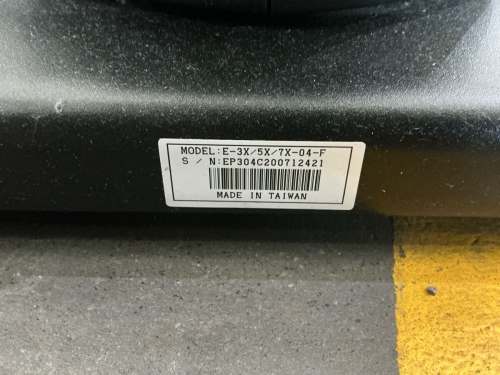 MODEL:E-3X/5X/7X-04-F
S / N:EP304C200712421
MADE IN TAIWAN